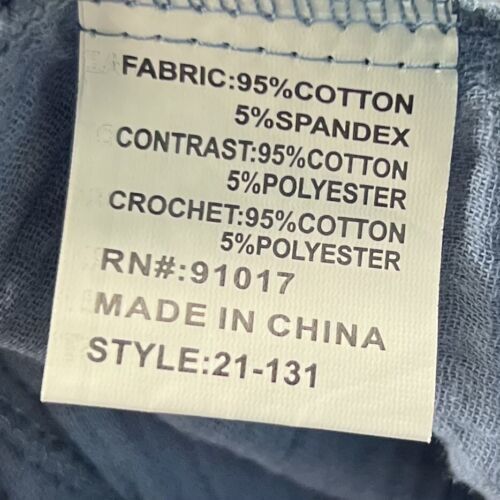 FABRIC:95%COTTON
5%SPANDEX
CONTRAST:95%COTTON
5%POLYESTER
CROCHET:95%COTTON
5%POLYESTER
RN#:91017
MADE IN CHINA
STYLE:21-131